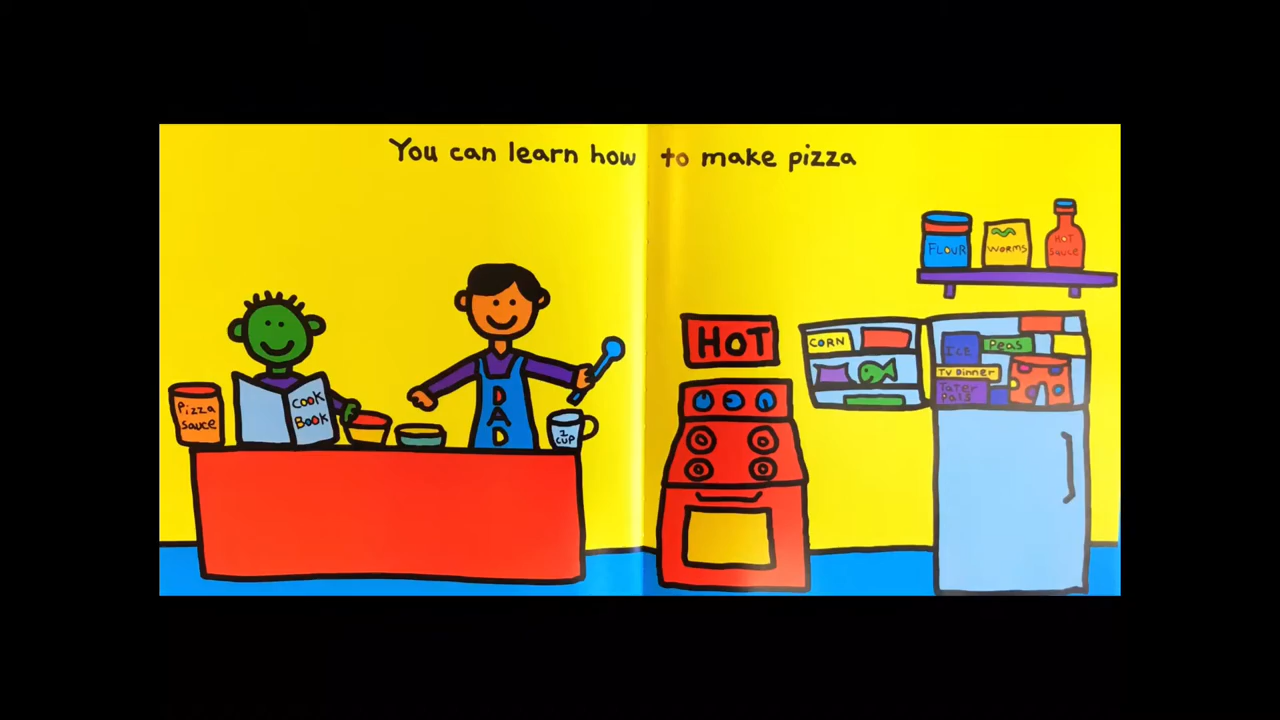 You can learn how to make pizza
Pizza
sauce
COOK
BOOK
DAD
1
CUP
HOT
CORN
FLOUR
WORMS
HOT
SAUCE
ICE
Peas
TV Dinner
Tater
Pals